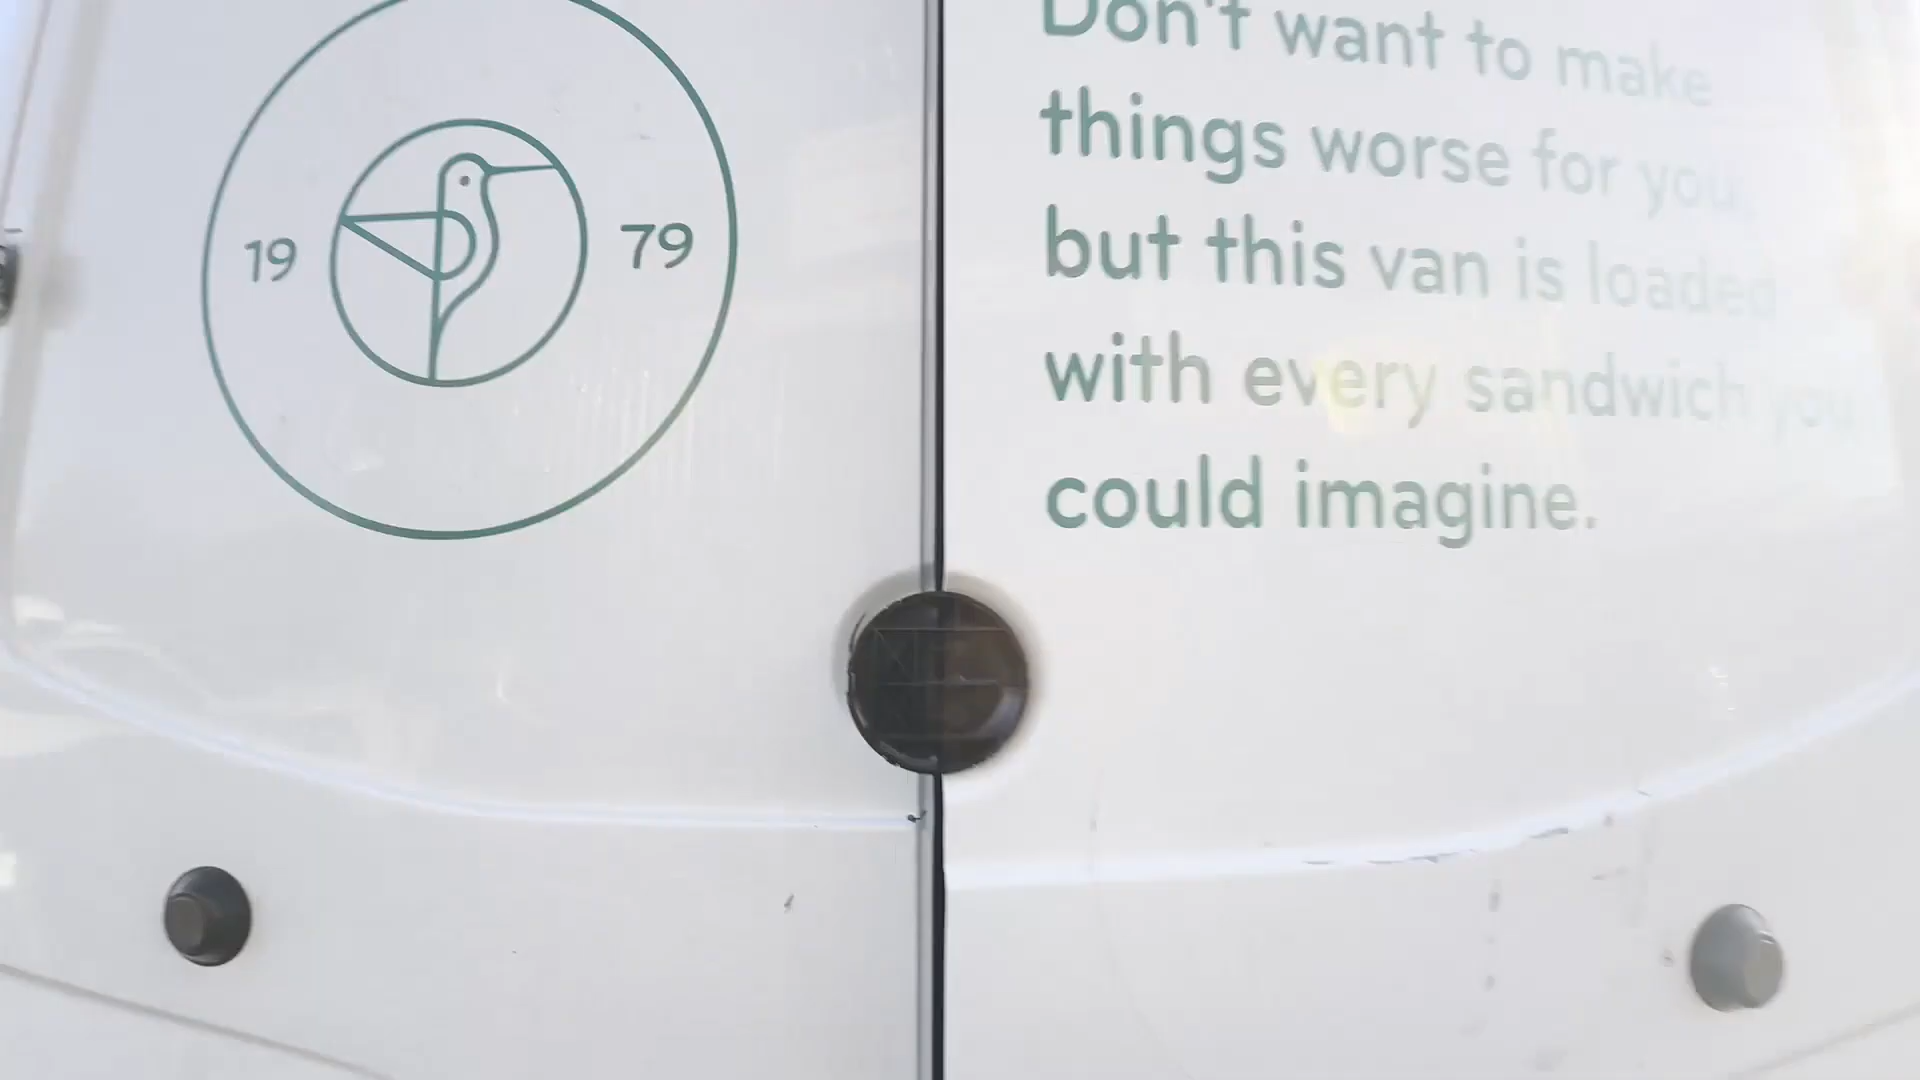 19 79
Don't want to make
things worse for you,
but this van is loaded
with every sandwich you
could imagine.